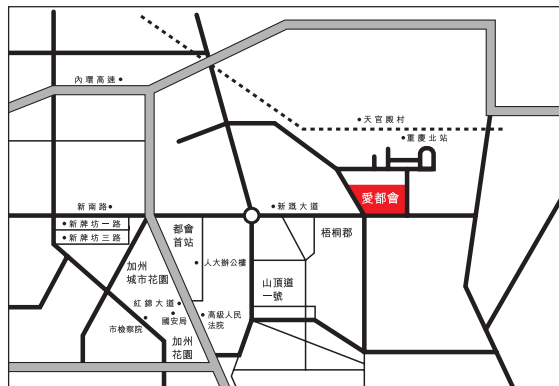 內環高速
天官殿村
重慶北站
愛都會
新南路
新溉大道
新牌坊一路
新牌坊三路
都會
首站
梧桐郡
人大辦公樓
加州
城市花園
山頂道
一號
紅錦大道
國安局
市檢察院
高級人民
法院
加州
花園